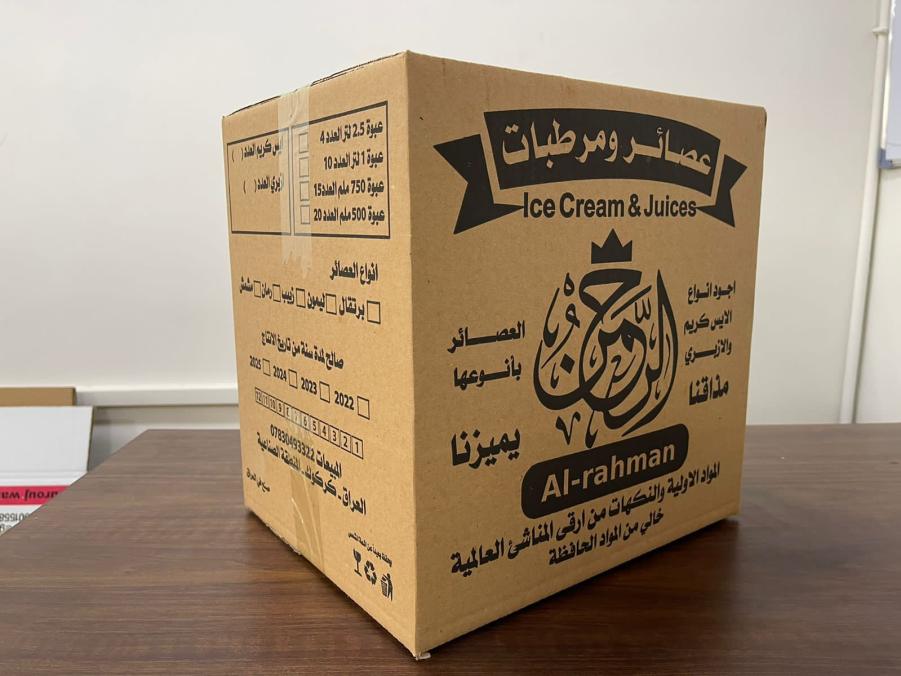 عصائر ومرطبات
Ice Cream & Juices
الرحمن
اجود انواع
الايس كريم
والازبري
مذاقنا
العصائر
بأنوعها
يميزنا
Al-rahman
المواد الاولية والنكهات من ارقى المناشئ العالمية
خالي من المواد الحافظة
عبوة 2.5 لتر العدد 4
عبوة 1 لتر العدد 10
عبوة 750 ملم العدد 15
عبوة 500 ملم العدد 20
ايس كريم العدد ( )
ازبري العدد ( )
انواع العصائر
برتقال ليمون زبيب رمان مشمش
صالح لمدة سنة من تاريخ الانتاج
2022 2023 2024 2025
1 2 3 4 5 6 7 8 9 10 11 12
المبيعات 07830493322
العراق - كركوك - المنطقة الصناعية
صنع في العراق